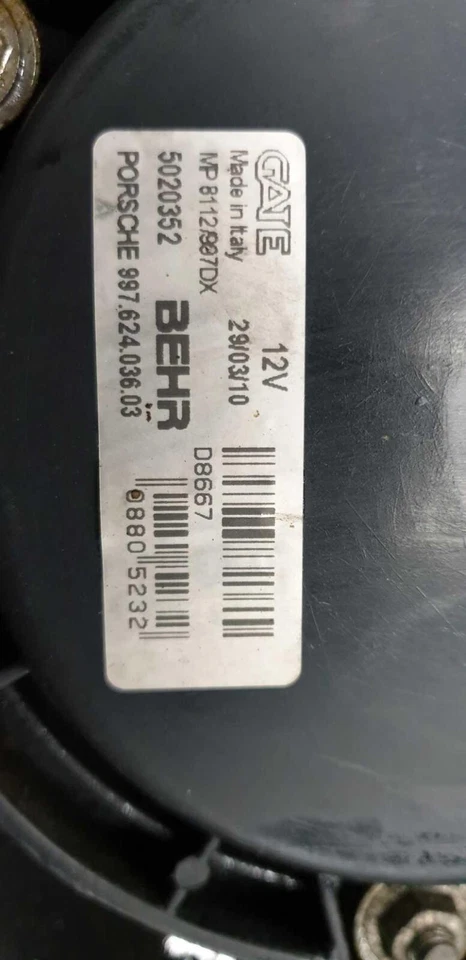 GATE 12V
Made in Italy 29/03/10
MP 8112/997DX D8667
5020352 BEHR
PORSCHE 997.624.036.03 0880 5232